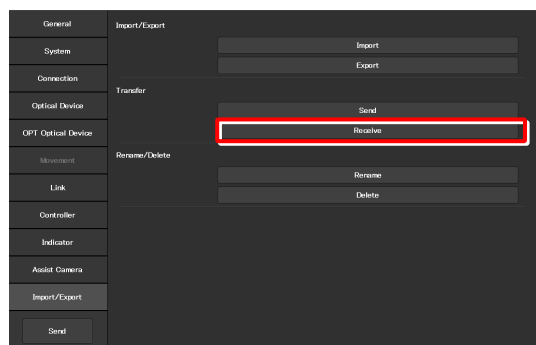 General
System
Connection
Optical Device
OPT Optical Device
Movement
Link
Controller
Indicator
Assist Camera
Import/Export
Send
Import/Export
Import
Export
Transfer
Send
Receive
Rename/Delete
Rename
Delete